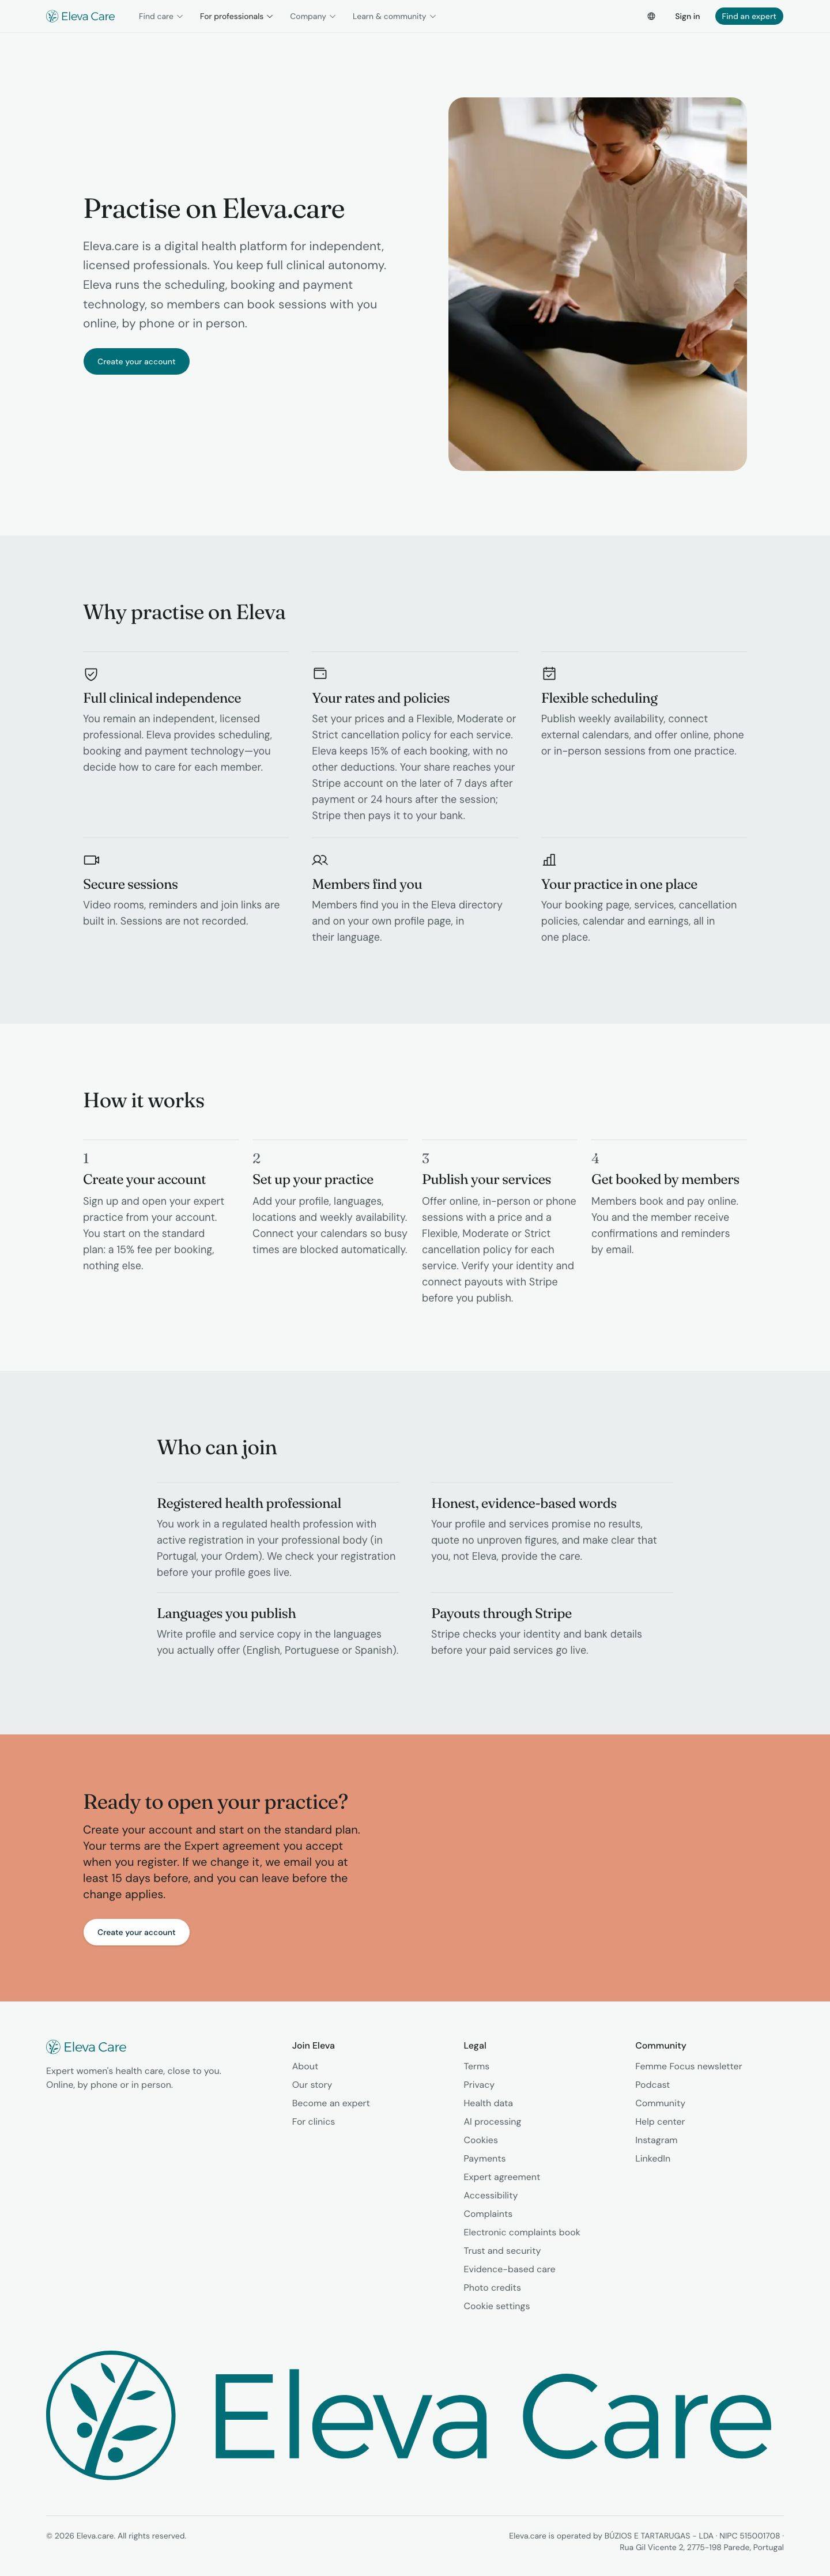 Eleva Care
Find care
For professionals
Company
Learn & community
Sign in
Find an expert
Practise on Eleva.care
Eleva.care is a digital health platform for independent,
licensed professionals. You keep full clinical autonomy.
Eleva runs the scheduling, booking and payment
technology, so members can book sessions with you
online, by phone or in person.
Create your account
Why practise on Eleva
Full clinical independence
You remain an independent, licensed
professional. Eleva provides scheduling,
booking and payment technology—you
decide how to care for each member.
Your rates and policies
Set your prices and a Flexible, Moderate or
Strict cancellation policy for each service.
Eleva keeps 15% of each booking, with no
other deductions. Your share reaches your
Stripe account on the later of 7 days after
payment or 24 hours after the session;
Stripe then pays it to your bank.
Flexible scheduling
Publish weekly availability, connect
external calendars, and offer online, phone
or in-person sessions from one practice.
Secure sessions
Video rooms, reminders and join links are
built in. Sessions are not recorded.
Members find you
Members find you in the Eleva directory
and on your own profile page, in
their language.
Your practice in one place
Your booking page, services, cancellation
policies, calendar and earnings, all in
one place.
How it works
1
Create your account
Sign up and open your expert
practice from your account.
You start on the standard
plan: a 15% fee per booking,
nothing else.
2
Set up your practice
Add your profile, languages,
locations and weekly availability.
Connect your calendars so busy
times are blocked automatically.
3
Publish your services
Offer online, in-person or phone
sessions with a price and a
Flexible, Moderate or Strict
cancellation policy for each
service. Verify your identity and
connect payouts with Stripe
before you publish.
4
Get booked by members
Members book and pay online.
You and the member receive
confirmations and reminders
by email.
Who can join
Registered health professional
You work in a regulated health profession with
active registration in your professional body (in
Portugal, your Ordem). We check your registration
before your profile goes live.
Honest, evidence-based words
Your profile and services promise no results,
quote no unproven figures, and make clear that
you, not Eleva, provide the care.
Languages you publish
Write profile and service copy in the languages
you actually offer (English, Portuguese or Spanish).
Payouts through Stripe
Stripe checks your identity and bank details
before your paid services go live.
Ready to open your practice?
Create your account and start on the standard plan.
Your terms are the Expert agreement you accept
when you register. If we change it, we email you at
least 15 days before, and you can leave before the
change applies.
Create your account
Eleva Care
Expert women's health care, close to you.
Online, by phone or in person.
Join Eleva
About
Our story
Become an expert
For clinics
Legal
Terms
Privacy
Health data
AI processing
Cookies
Payments
Expert agreement
Accessibility
Complaints
Electronic complaints book
Trust and security
Evidence-based care
Photo credits
Cookie settings
Community
Femme Focus newsletter
Podcast
Community
Help center
Instagram
LinkedIn
Eleva Care
© 2026 Eleva.care. All rights reserved.
Eleva.care is operated by BÚZIOS E TARTARUGAS - LDA · NIPC 515001708 ·
Rua Gil Vicente 2, 2775-198 Parede, Portugal